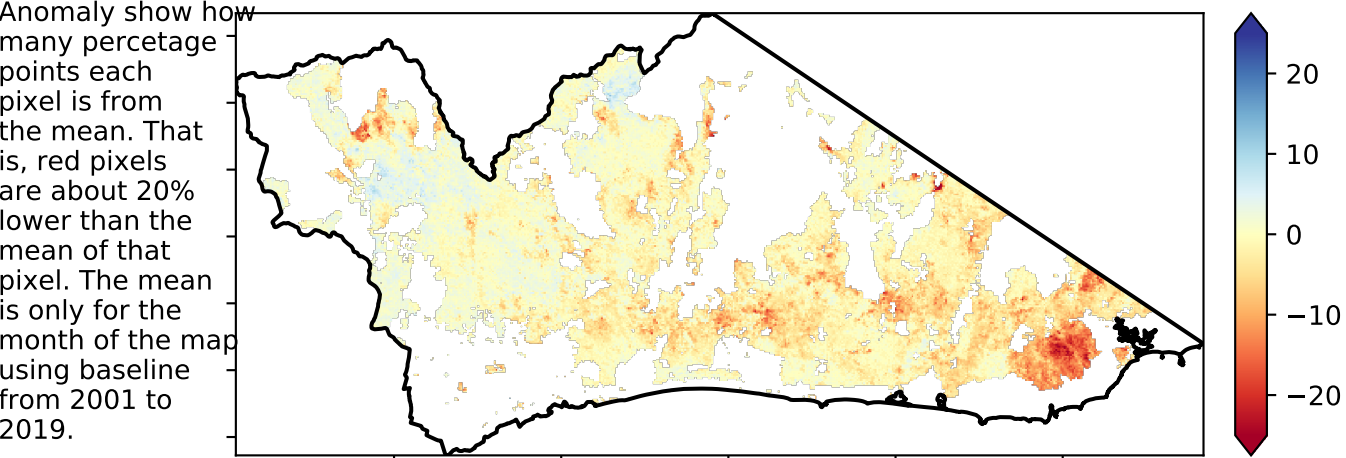 Anomaly show how
many percetage
points each
pixel is from
the mean. That
is, red pixels
are about 20%
lower than the
mean of that
pixel. The mean
is only for the
month of the map
using baseline
from 2001 to
2019.
20
10
0
−10
−20